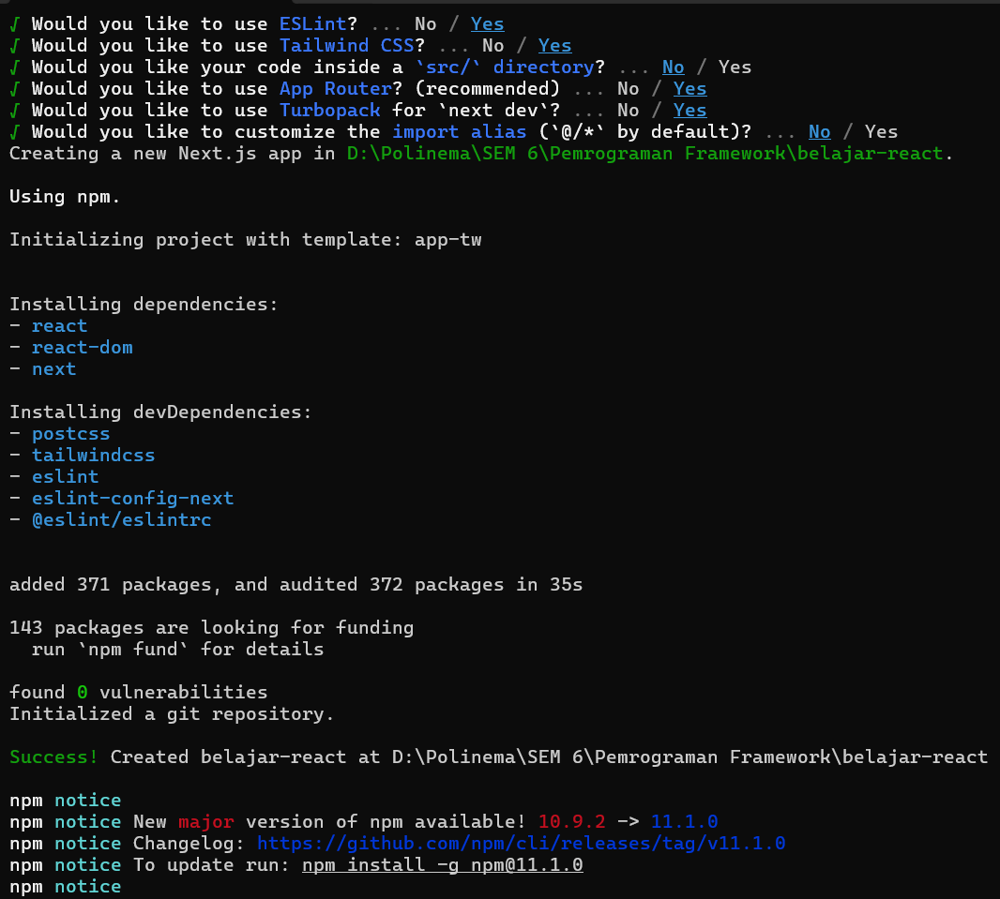 √ Would you like to use ESLint? ... No / Yes
√ Would you like to use Tailwind CSS? ... No / Yes
√ Would you like your code inside a `src/` directory? ... No / Yes
√ Would you like to use App Router? (recommended) ... No / Yes
√ Would you like to use Turbopack for `next dev`? ... No / Yes
√ Would you like to customize the import alias (`@/*` by default)? ... No / Yes
Creating a new Next.js app in D:\Polinema\SEM 6\Pemrograman Framework\belajar-react.
Using npm.
Initializing project with template: app-tw
Installing dependencies:
- react
- react-dom
- next
Installing devDependencies:
- postcss
- tailwindcss
- eslint
- eslint-config-next
- @eslint/eslintrc
added 371 packages, and audited 372 packages in 35s
143 packages are looking for funding
  run `npm fund` for details
found 0 vulnerabilities
Initialized a git repository.
Success! Created belajar-react at D:\Polinema\SEM 6\Pemrograman Framework\belajar-react
npm notice
npm notice New major version of npm available! 10.9.2 -> 11.1.0
npm notice Changelog: https://github.com/npm/cli/releases/tag/v11.1.0
npm notice To update run: npm install -g npm@11.1.0
npm notice